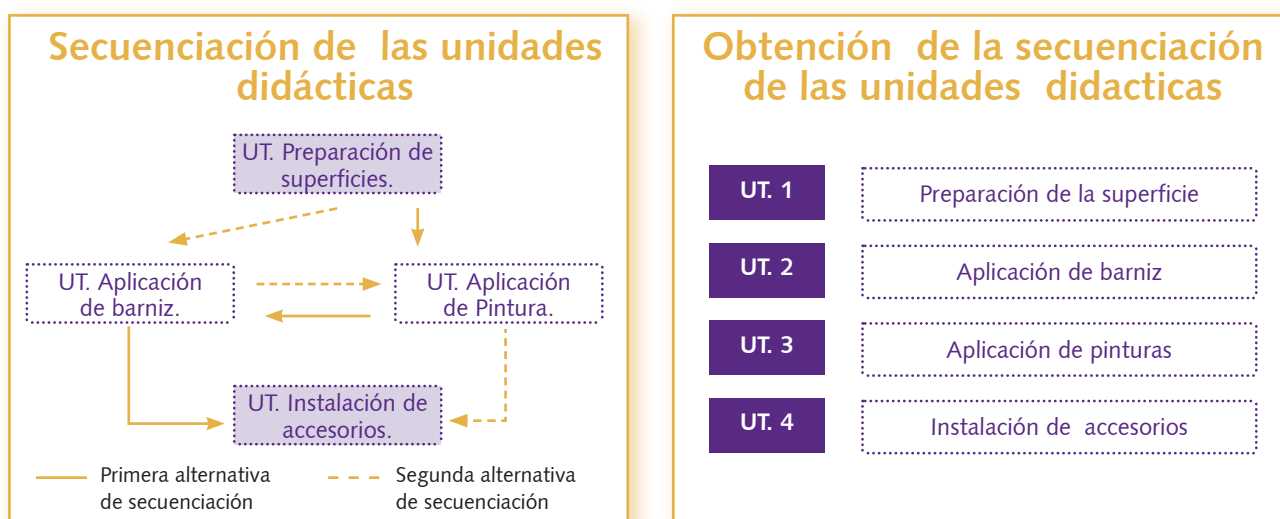 Secuenciación de las unidades
didácticas
UT. Preparación de
superficies.
UT. Aplicación
de barniz.
UT. Aplicación
de Pintura.
UT. Instalación de
accesorios.
Primera alternativa
de secuenciación
Segunda alternativa
de secuenciación
Obtención de la secuenciación
de las unidades didacticas
UT. 1
Preparación de la superficie
UT. 2
Aplicación de barniz
UT. 3
Aplicación de pinturas
UT. 4
Instalación de accesorios